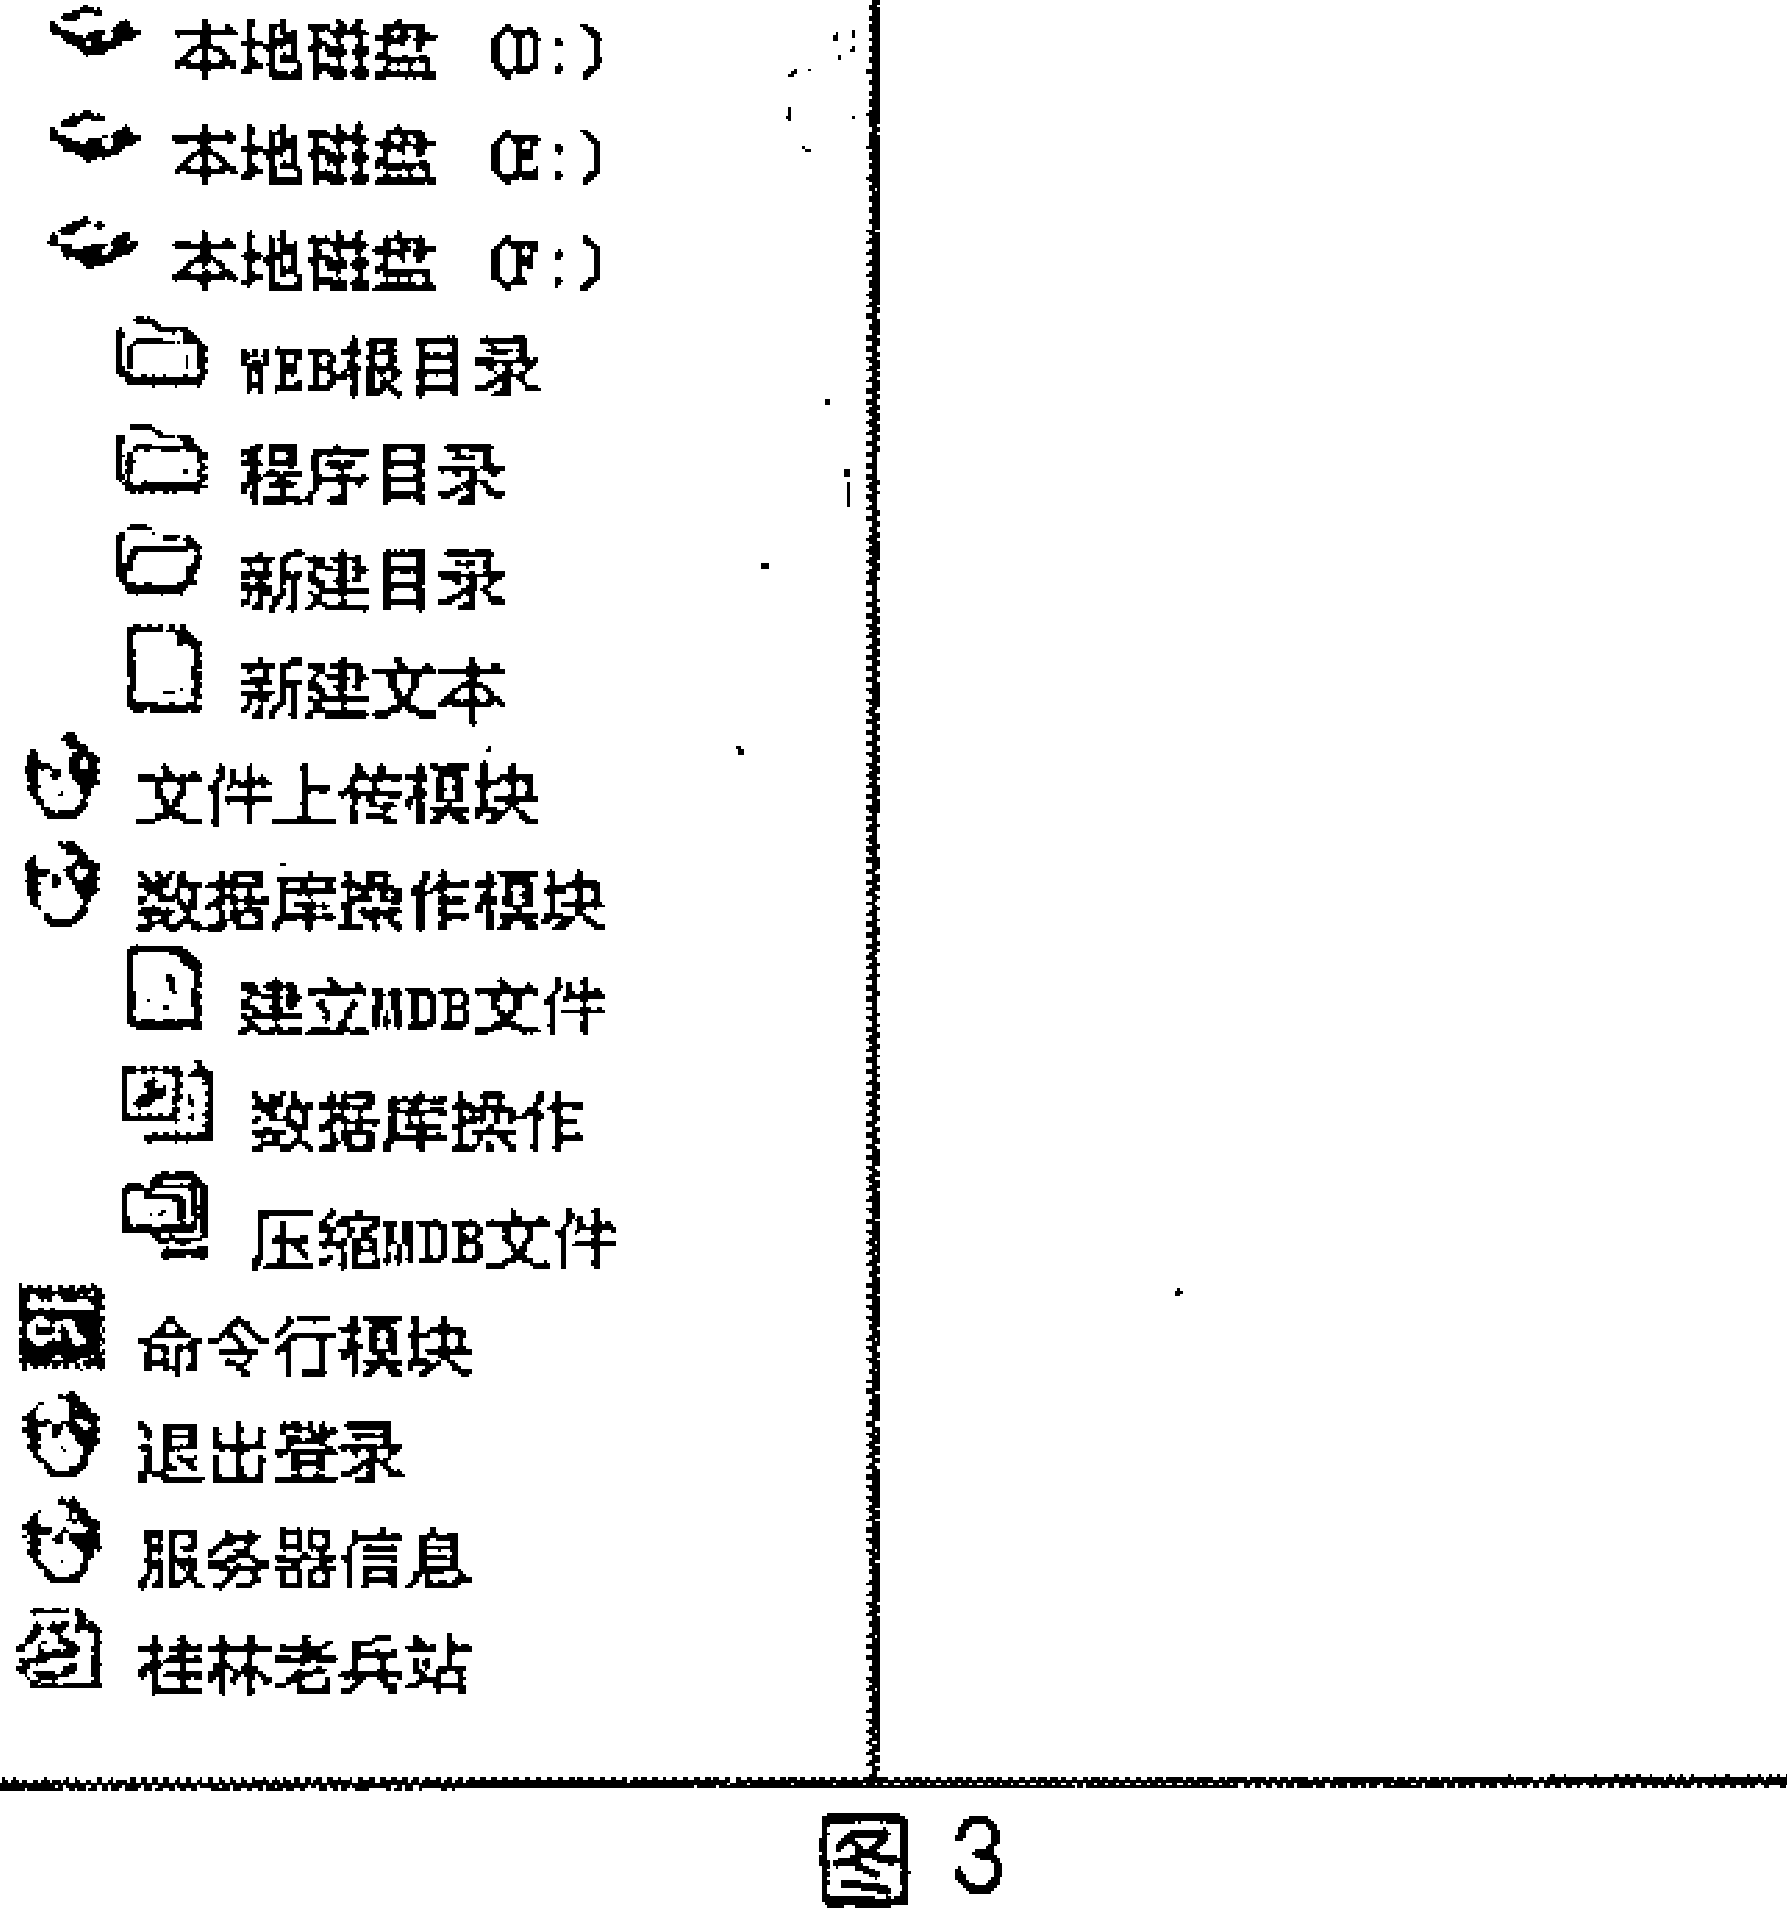 本地磁盘 (D:)
本地磁盘 (E:)
本地磁盘 (F:)
WEB根目录
程序目录
新建目录
新建文本
文件上传模块
数据库操作模块
建立MDB文件
数据库操作
压缩MDB文件
命令行模块
退出登录
服务器信息
桂林老兵站
图 3